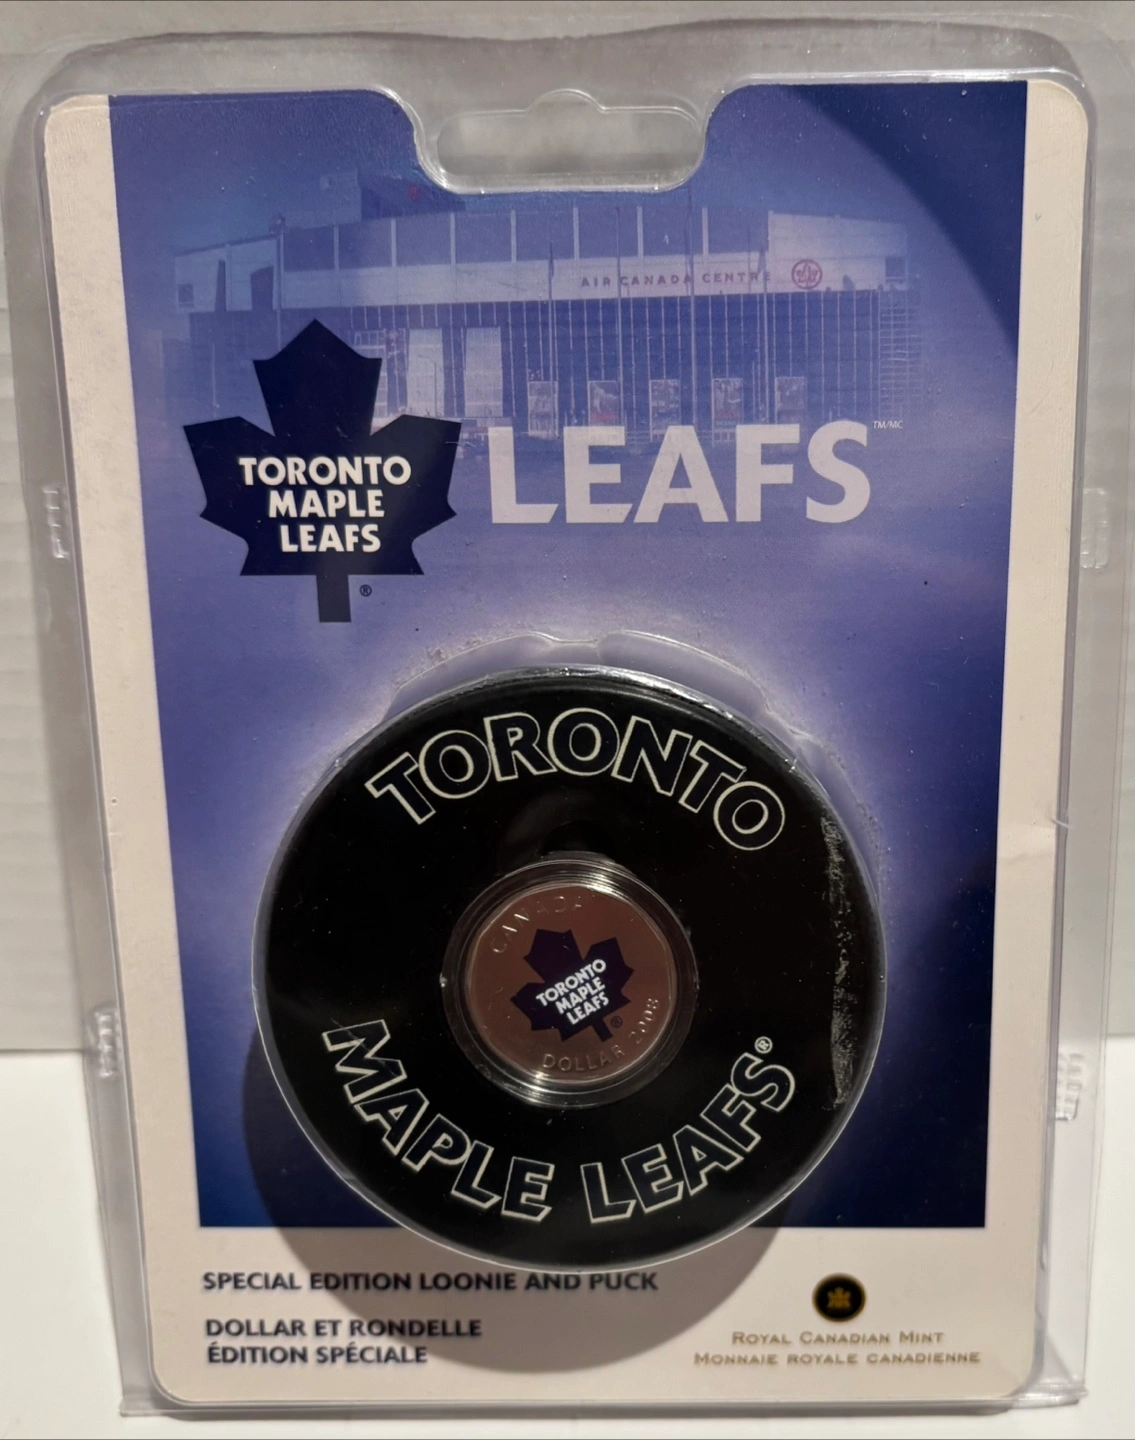 AIR CANADA CENTRE
TORONTO
MAPLE
LEAFS
®
LEAFS TM/MC
TORONTO
CANADA
TORONTO
MAPLE
LEAFS
®
DOLLAR 2008
MAPLE LEAFS®
SPECIAL EDITION LOONIE AND PUCK
DOLLAR ET RONDELLE
ÉDITION SPÉCIALE
ROYAL CANADIAN MINT
MONNAIE ROYALE CANADIENNE